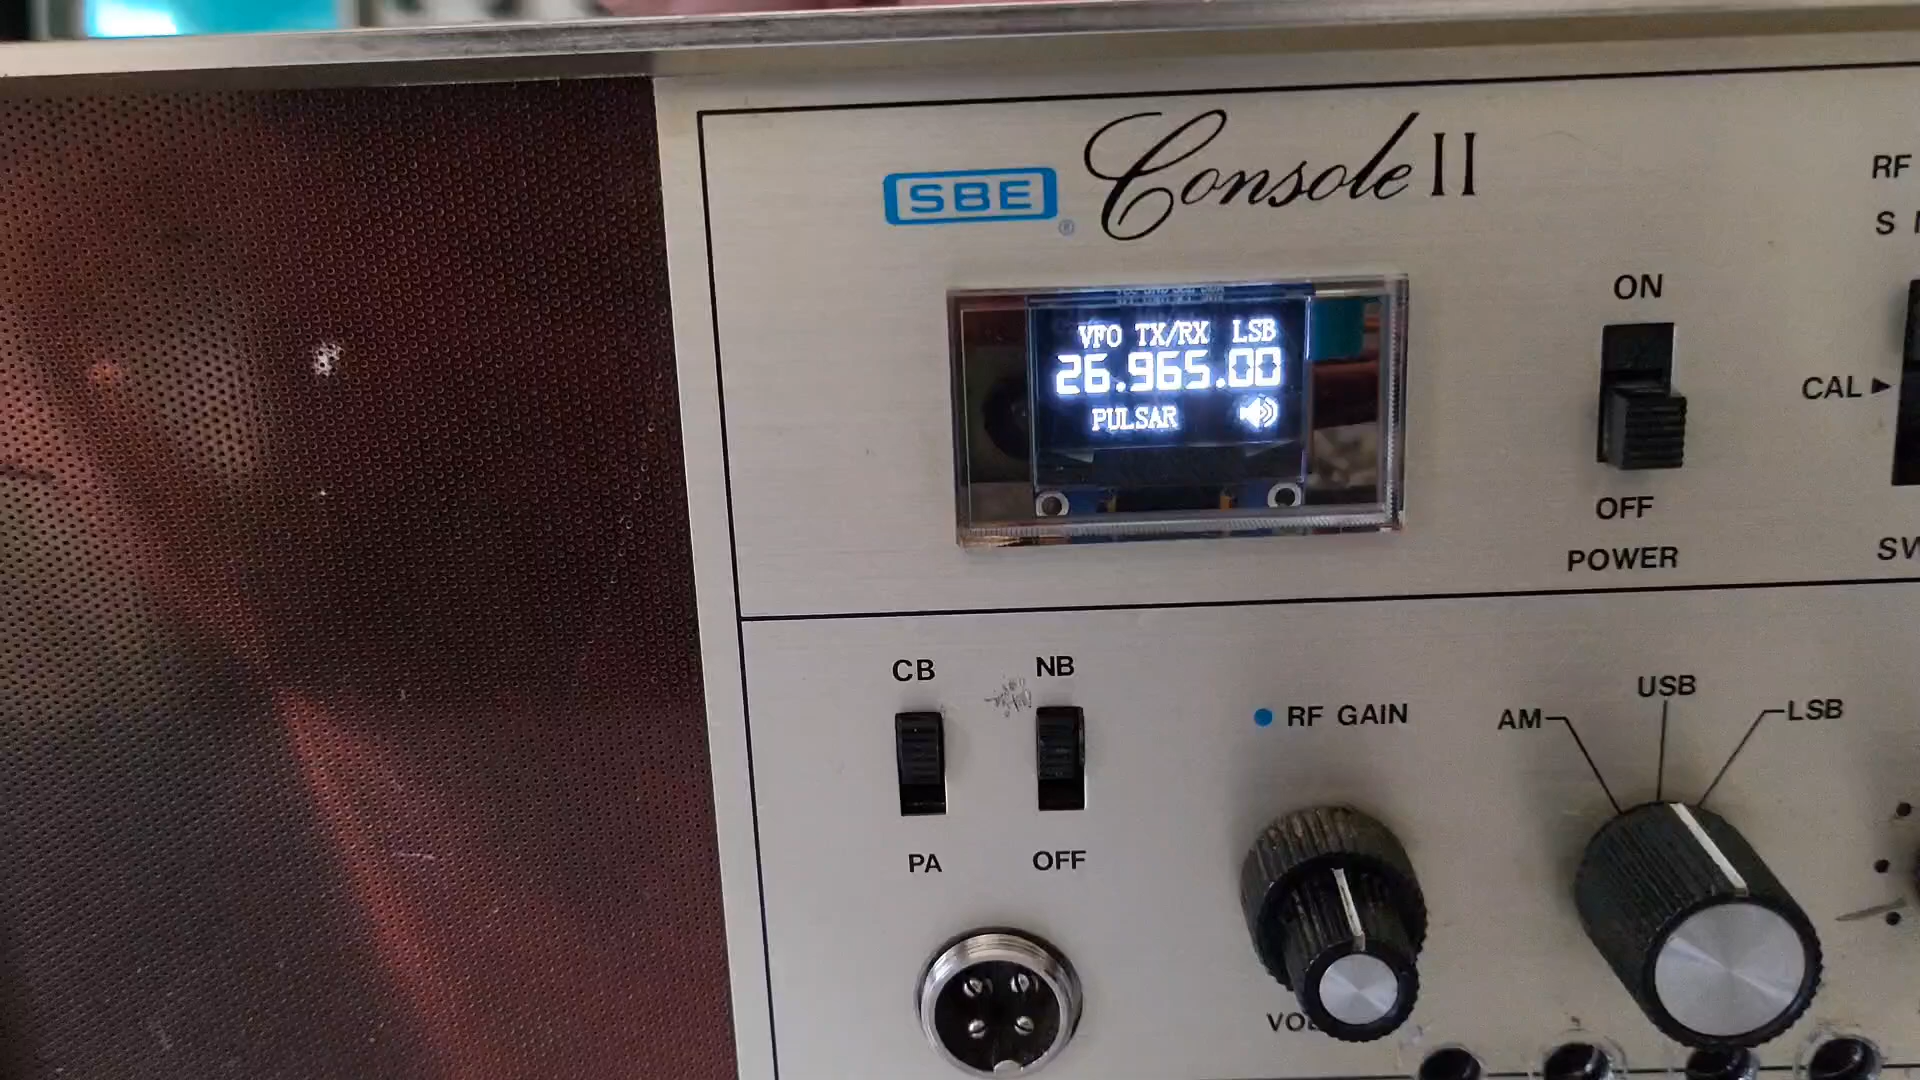 SBE
®
Console II
RF
S
VFO TX/RX LSB
26.965.00
PULSAR
ON
CAL
OFF
POWER
CB
NB
RF GAIN
AM
USB
LSB
PA
OFF